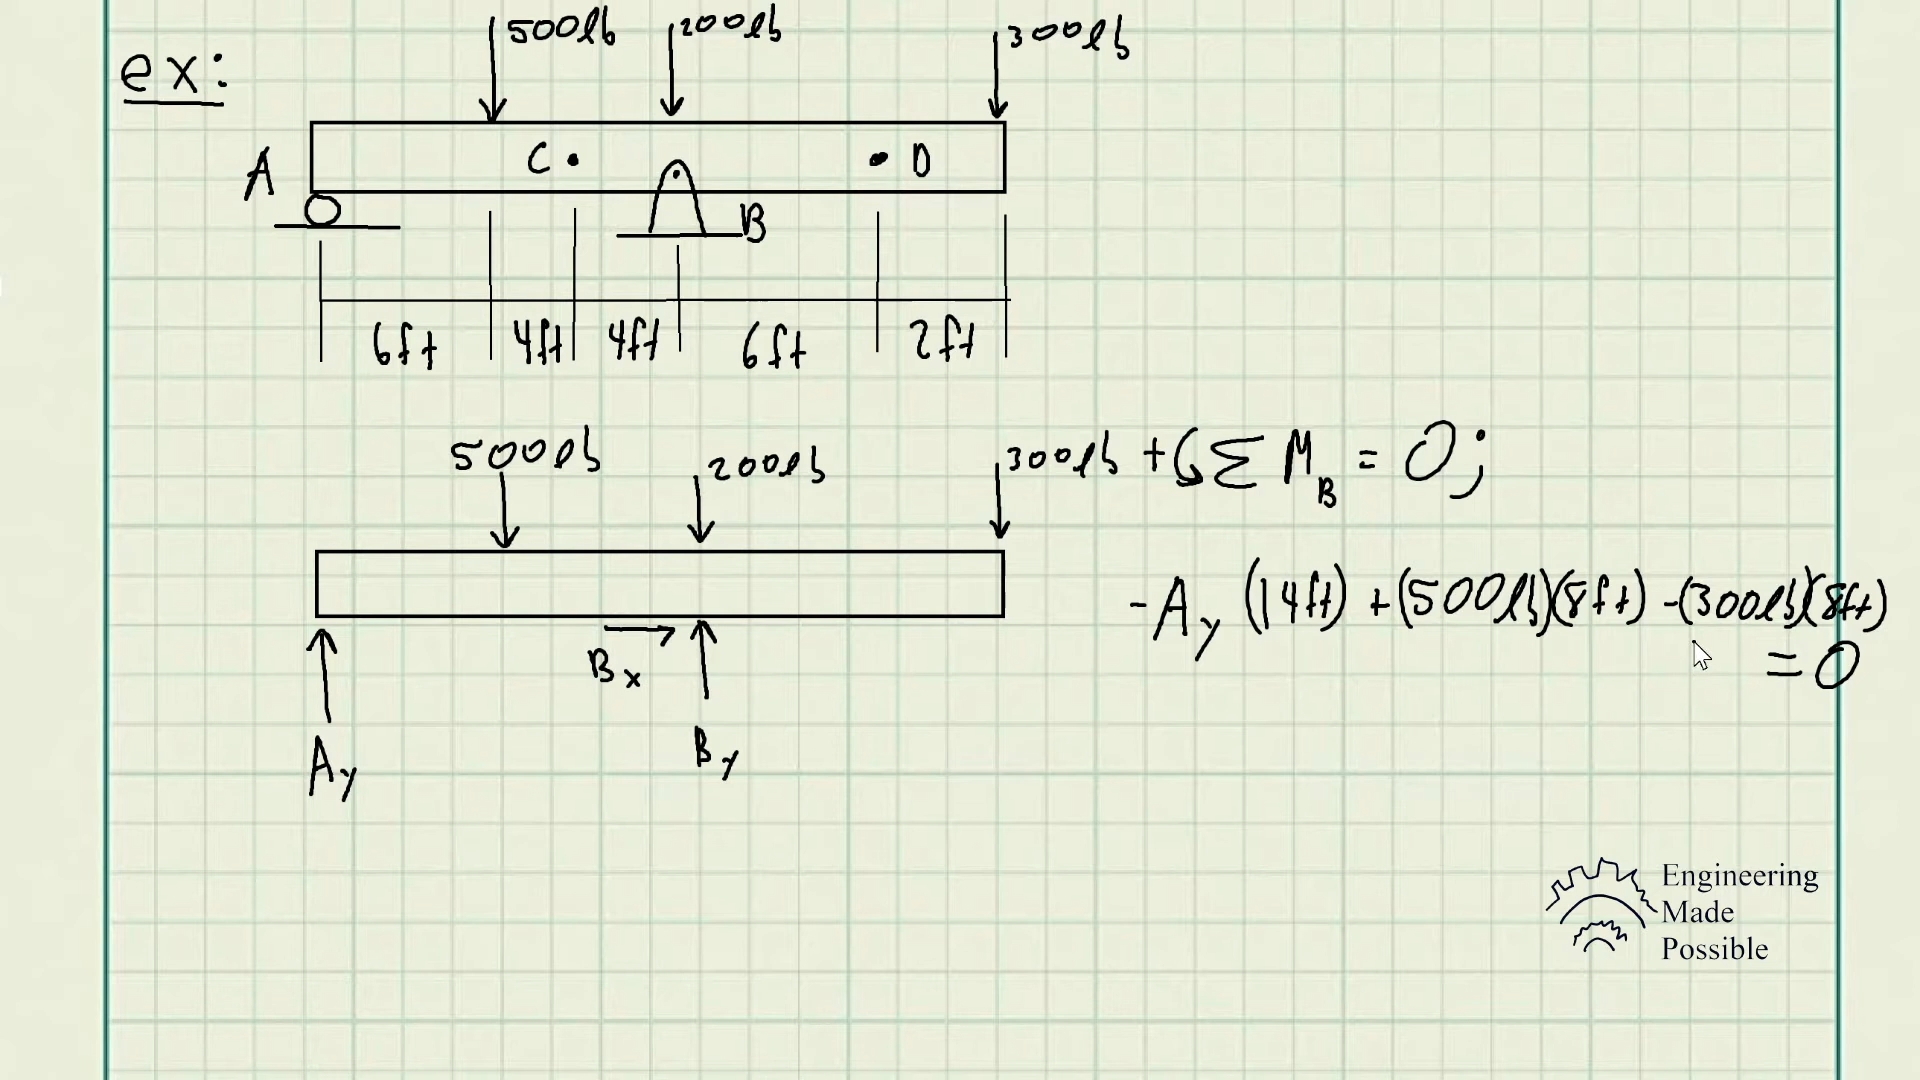 ex:
500lb 200lb 300lb
A C D
B
6ft 4ft 4ft 6ft 2ft
500lb 200lb 300lb + ↺ Σ M_B = 0;
-A_y (14ft) + (500lb)(8ft) - (300lb)(8ft)
= 0
B_x
A_y B_y
Engineering
Made
Possible